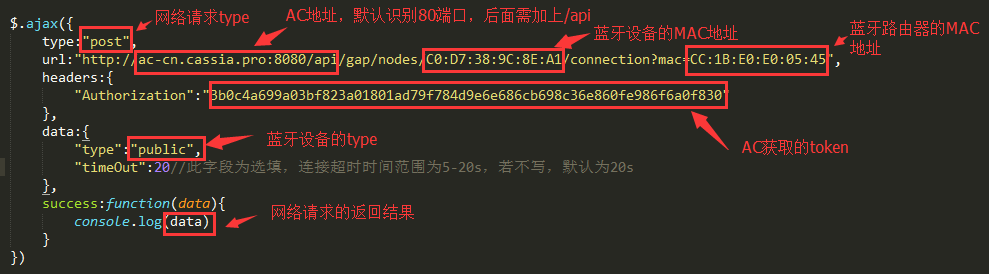 网络请求type
AC地址，默认识别80端口，后面需加上/api
蓝牙设备的MAC地址
蓝牙路由器的MAC
地址
$.ajax({
type:"post",
url:"http://ac-cn.cassia.pro:8080/api/gap/nodes/C0:D7:38:9C:8E:A1/connection?mac=CC:1B:E0:E0:05:45",
headers:{
"Authorization":"3b0c4a699a03bf823a01801ad79f784d9e6e686cb698c36e860fe986f6a0f830"
},
data:{
蓝牙设备的type
"type":"public",
AC获取的token
"timeOut":20//此字段为选填，连接超时时间范围为5-20s，若不写，默认为20s
},
success:function(data){
网络请求的返回结果
console.log(data)
}
})